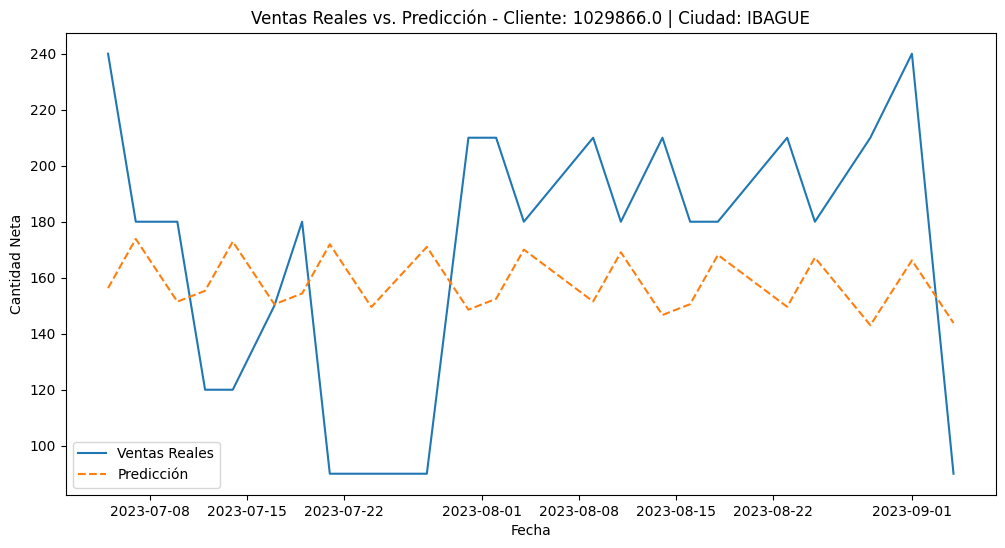 Ventas Reales vs. Predicción - Cliente: 1029866.0 | Ciudad: IBAGUE
240
220
200
180
160
140
120
100
Cantidad Neta
Ventas Reales
Predicción
2023-07-08 2023-07-15 2023-07-22 2023-08-01 2023-08-08 2023-08-15 2023-08-22 2023-09-01
Fecha